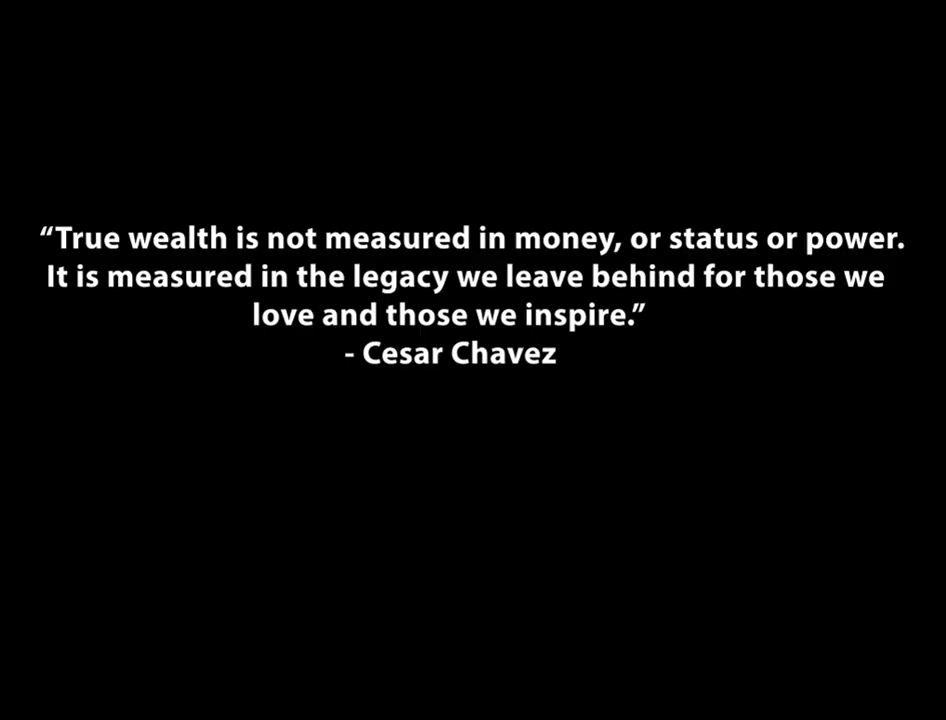 “True wealth is not measured in money, or status or power.
It is measured in the legacy we leave behind for those we
love and those we inspire.”
- Cesar Chavez